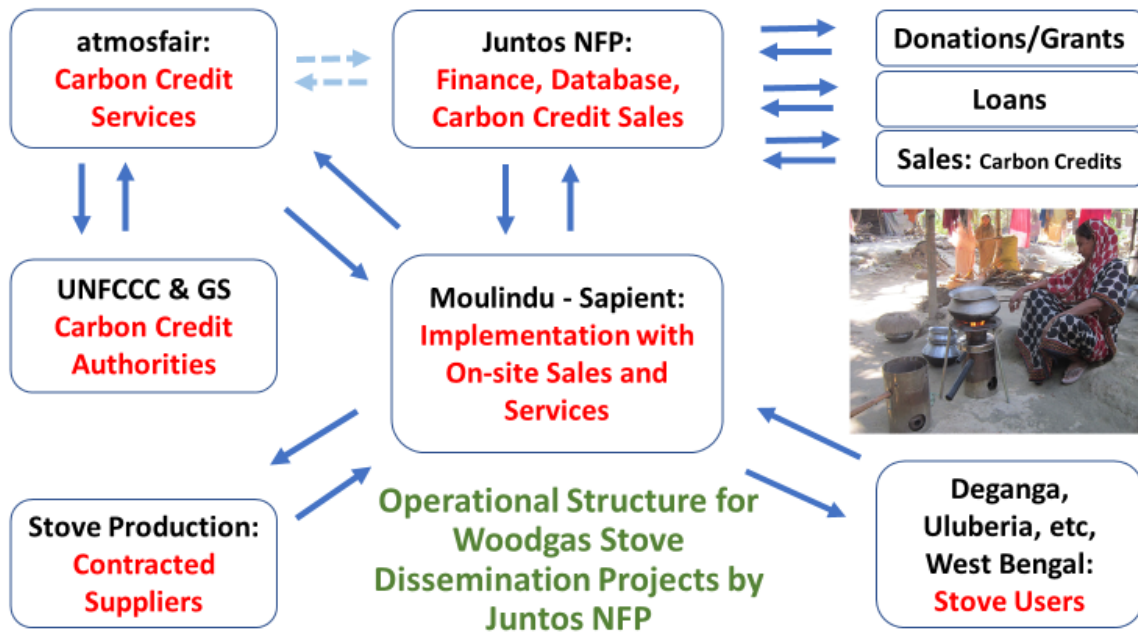 atmosfair:
Carbon Credit
Services
Juntos NFP:
Finance, Database,
Carbon Credit Sales
Donations/Grants
Loans
Sales: Carbon Credits
UNFCCC & GS
Carbon Credit
Authorities
Moulindu - Sapient:
Implementation with
On-site Sales and
Services
Stove Production:
Contracted
Suppliers
Operational Structure for
Woodgas Stove
Dissemination Projects by
Juntos NFP
Deganga,
Uluberia, etc,
West Bengal:
Stove Users